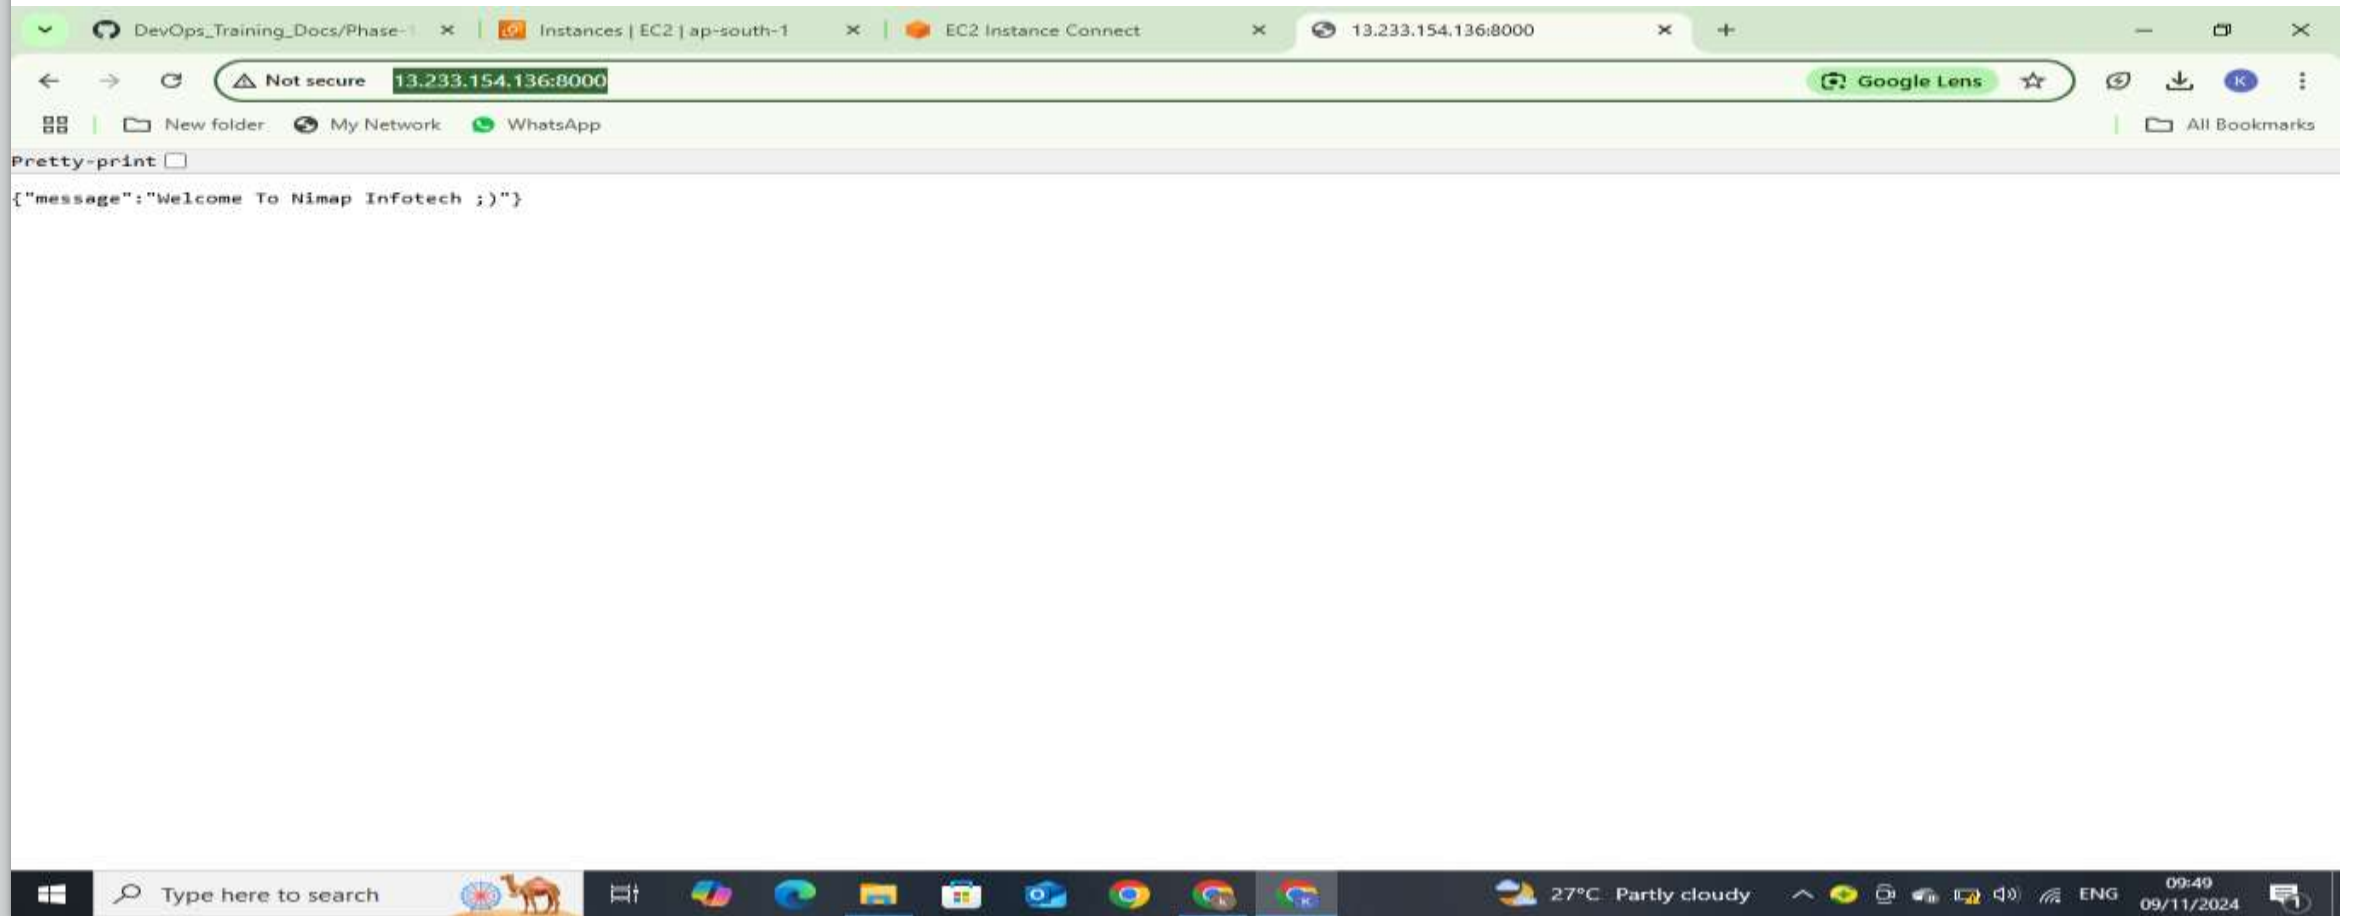 DevOps_Training_Docs/Phase-1
Instances | EC2 | ap-south-1
EC2 Instance Connect
13.233.154.136:8000
Not secure 13.233.154.136:8000
Google Lens
K
New folder My Network WhatsApp
All Bookmarks
Pretty-print
{"message":"Welcome To Nimap Infotech ;)"}
Type here to search
27°C Partly cloudy
ENG
09:49
09/11/2024
1